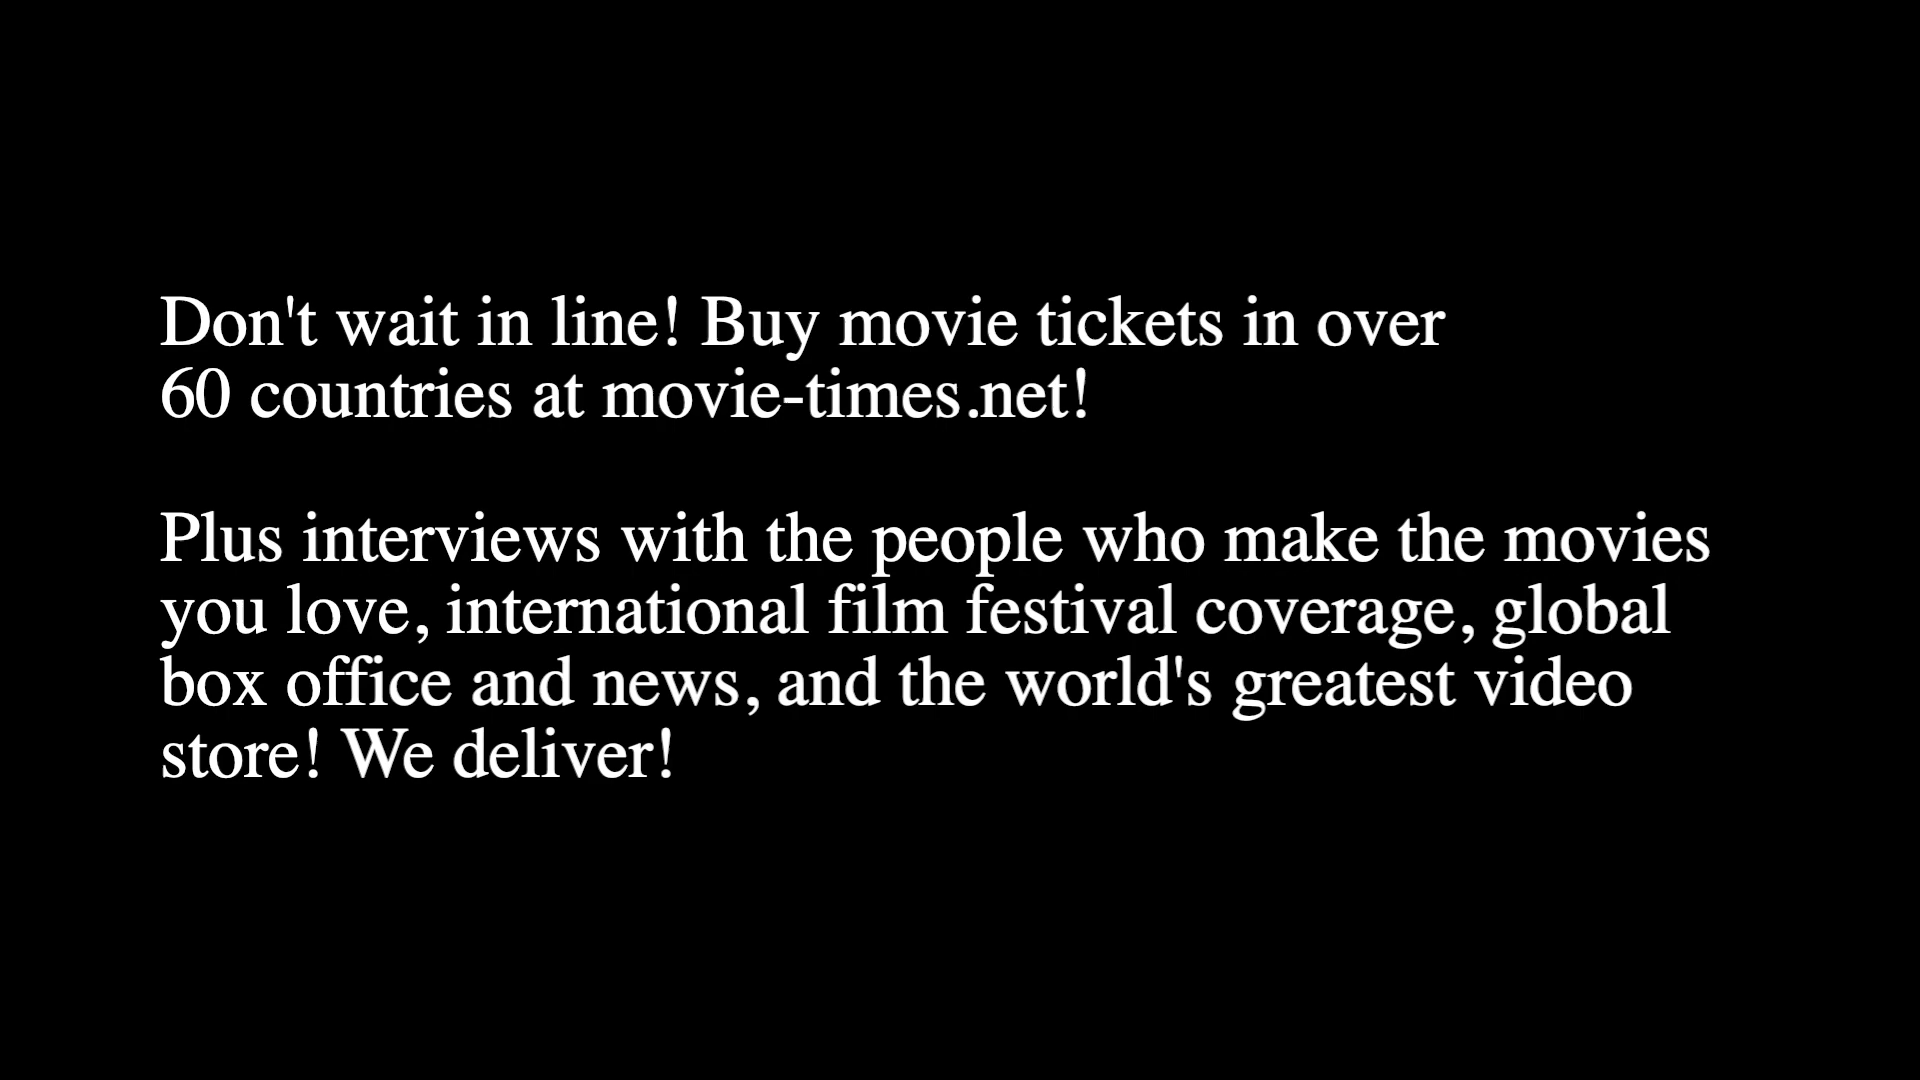 Don't wait in line! Buy movie tickets in over
60 countries at movie-times.net!
Plus interviews with the people who make the movies
you love, international film festival coverage, global
box office and news, and the world's greatest video
store! We deliver!